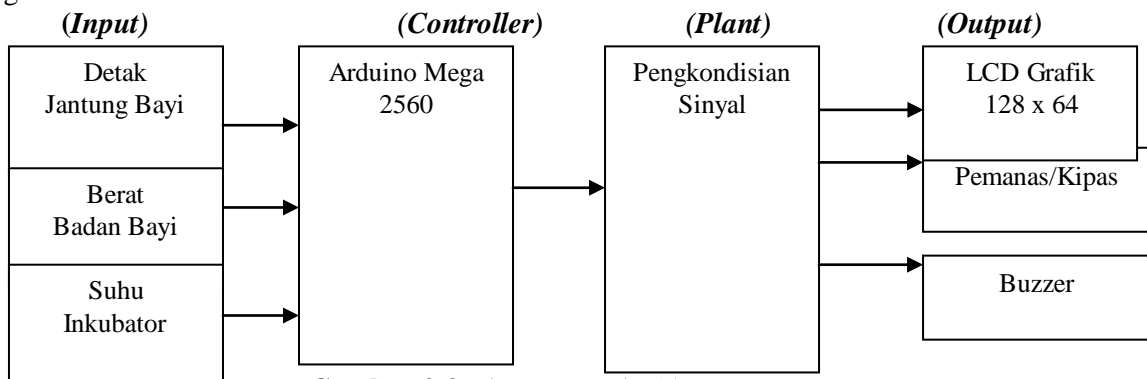 (Input) (Controller) (Plant) (Output)
Detak
Jantung Bayi
Berat
Badan Bayi
Suhu
Inkubator
Arduino Mega
2560
Pengkondisian
Sinyal
LCD Grafik
128 x 64
Pemanas/Kipas
Buzzer